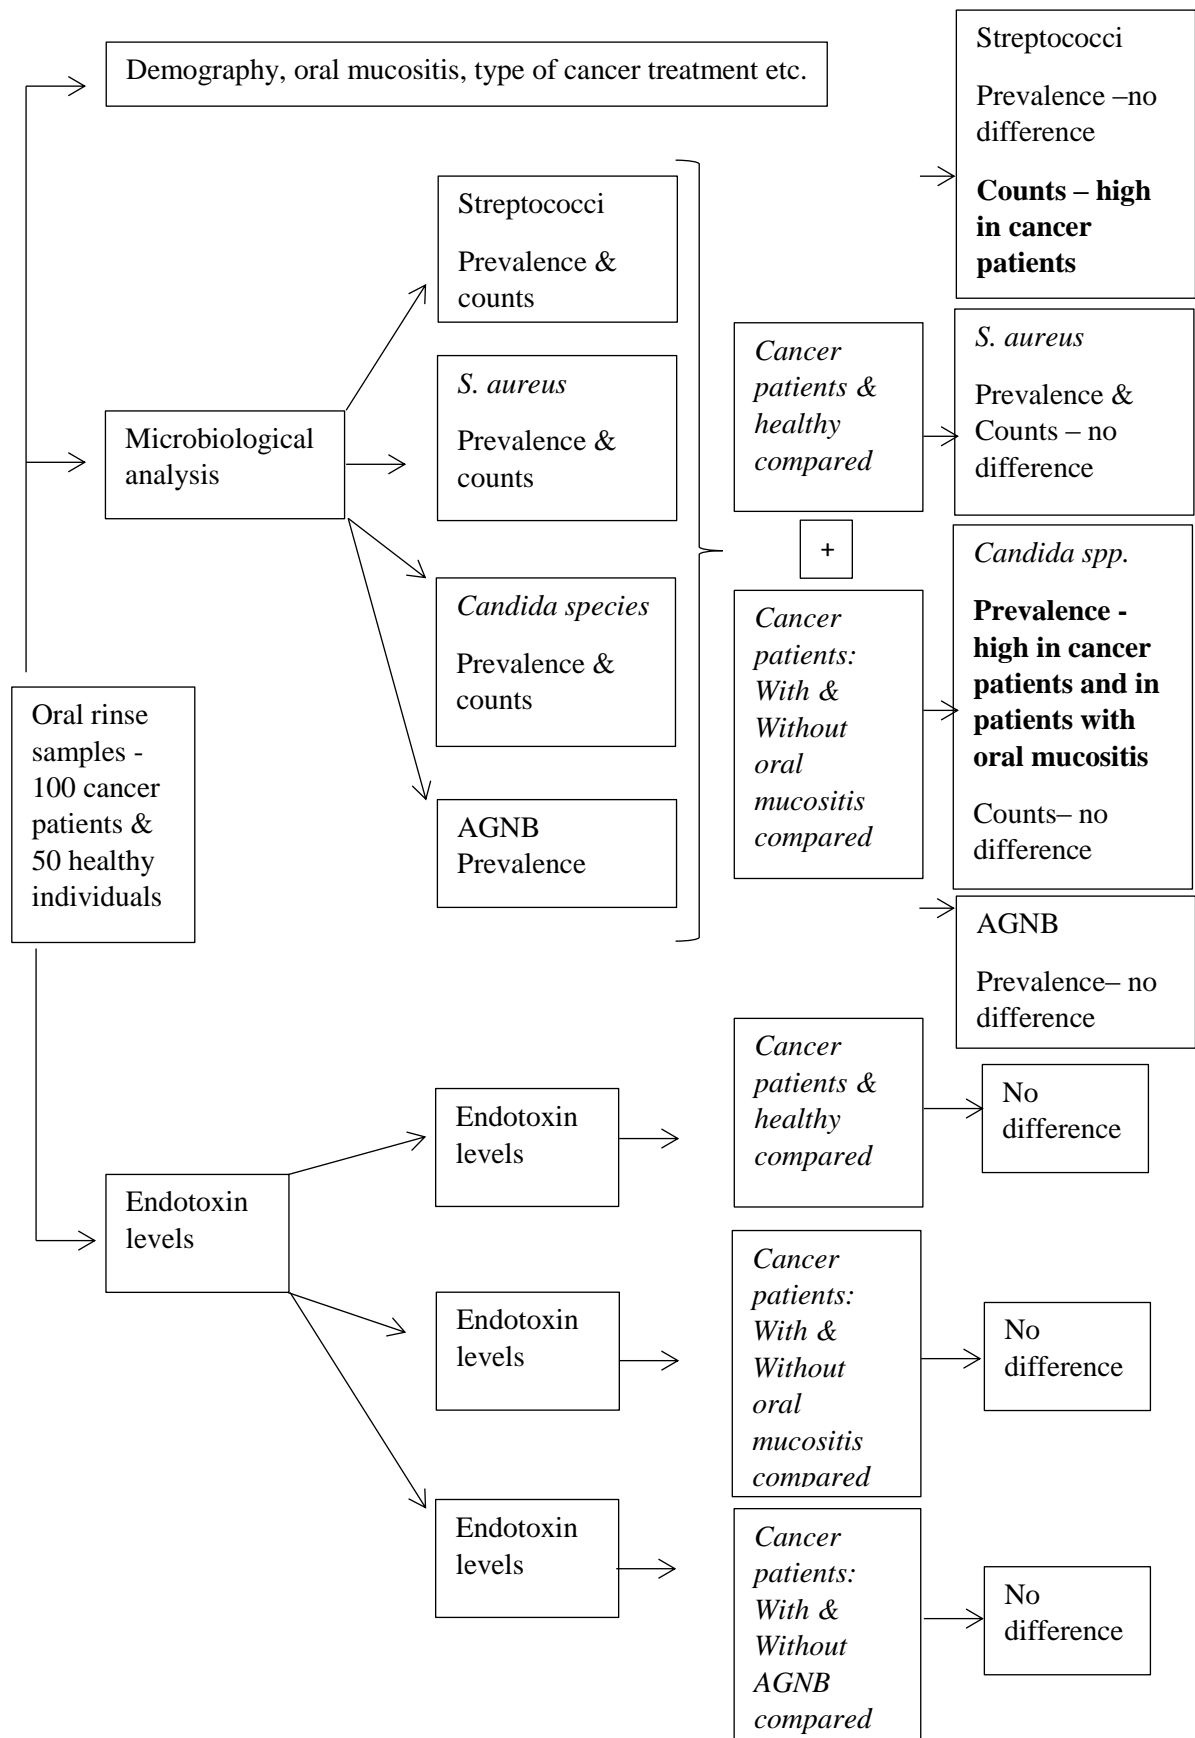 Demography, oral mucositis, type of cancer treatment etc.
Oral rinse
samples -
100 cancer
patients &
50 healthy
individuals
Microbiological
analysis
Streptococci
Prevalence &
counts
S. aureus
Prevalence &
counts
Candida species
Prevalence &
counts
AGNB
Prevalence
Cancer
patients &
healthy
compared
+
Cancer
patients:
With &
Without
oral
mucositis
compared
Streptococci
Prevalence –no
difference
Counts – high
in cancer
patients
S. aureus
Prevalence &
Counts – no
difference
Candida spp.
Prevalence -
high in cancer
patients and in
patients with
oral mucositis
Counts– no
difference
AGNB
Prevalence– no
difference
Endotoxin
levels
Endotoxin
levels
Cancer
patients &
healthy
compared
No
difference
Endotoxin
levels
Cancer
patients:
With &
Without
oral
mucositis
compared
No
difference
Endotoxin
levels
Cancer
patients:
With &
Without
AGNB
compared
No
difference